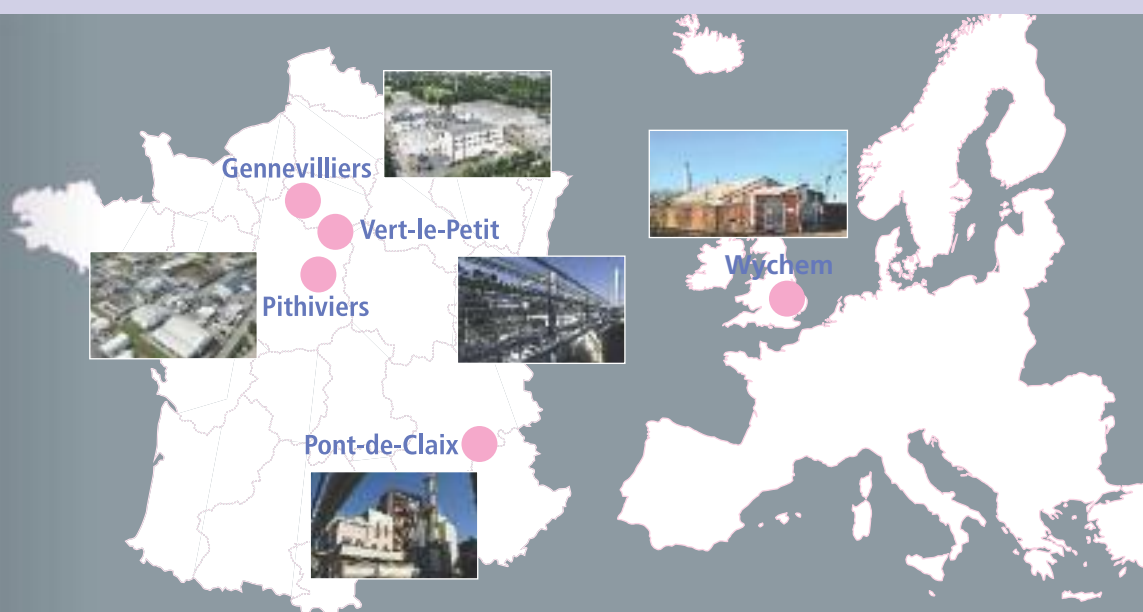 Gennevilliers
Vert-le-Petit
Pithiviers
Pont-de-Claix
Wychem